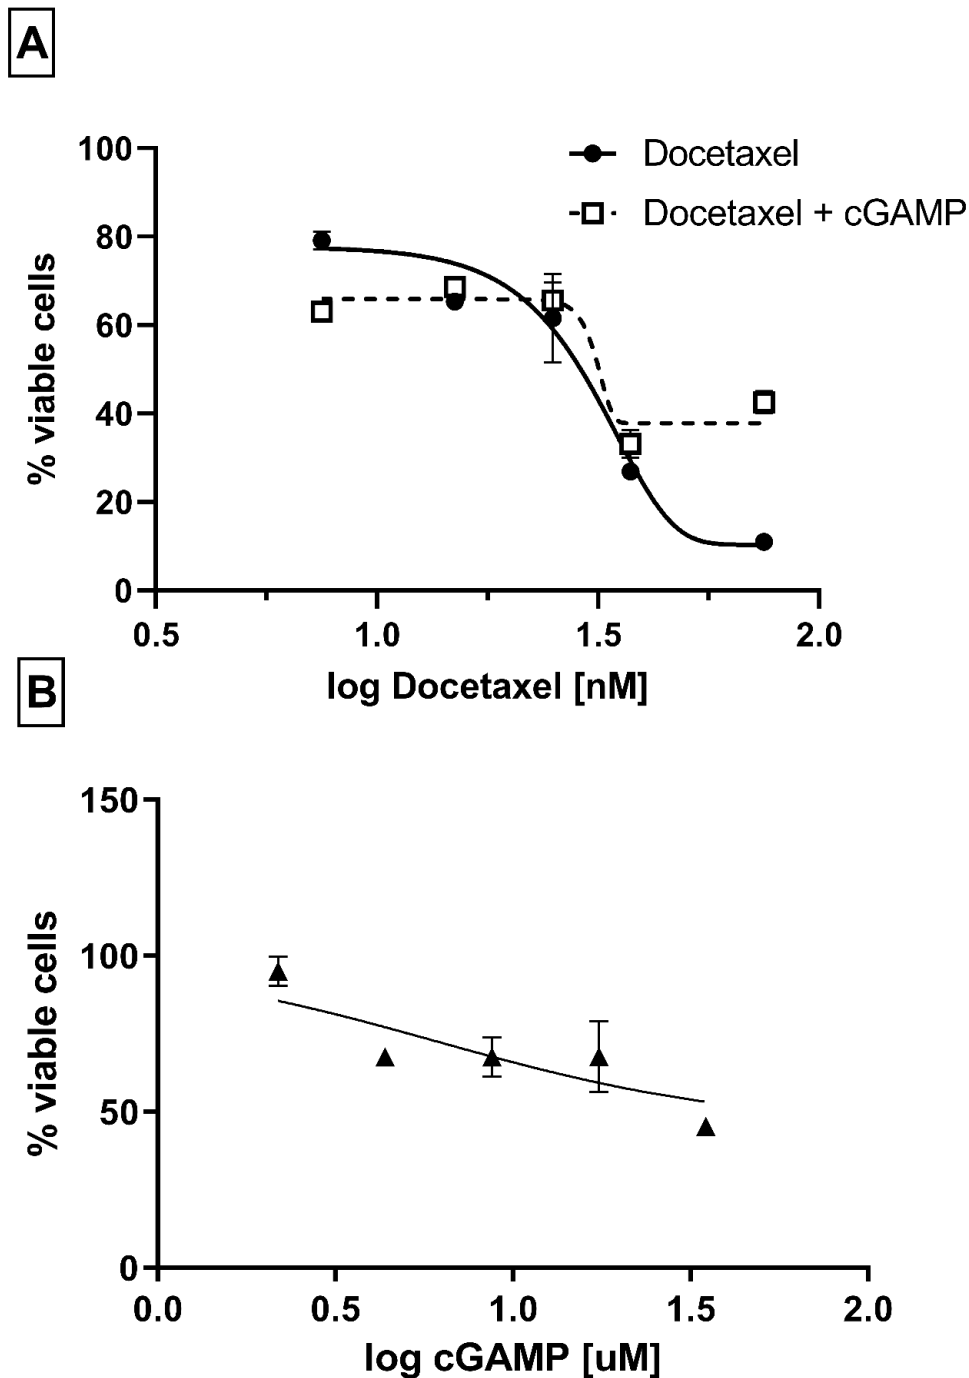 A
Docetaxel
Docetaxel + cGAMP
100
80
60
40
20
0
% viable cells
0.5 1.0 1.5 2.0
log Docetaxel [nM]
B
150
100
50
0
% viable cells
0.0 0.5 1.0 1.5 2.0
log cGAMP [uM]